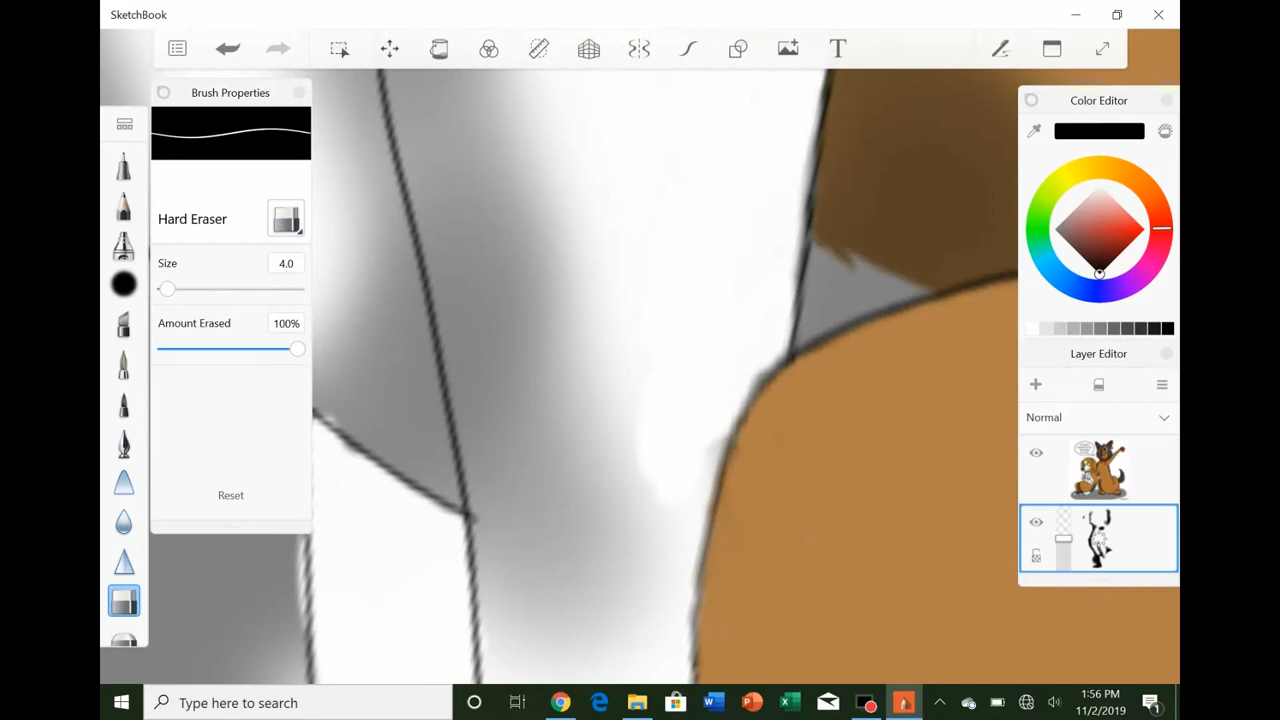 SketchBook
T
Brush Properties
Color Editor
Hard Eraser
Size
4.0
Amount Erased
100%
Layer Editor
Normal
Reset
Type here to search
1:56 PM
11/2/2019
1